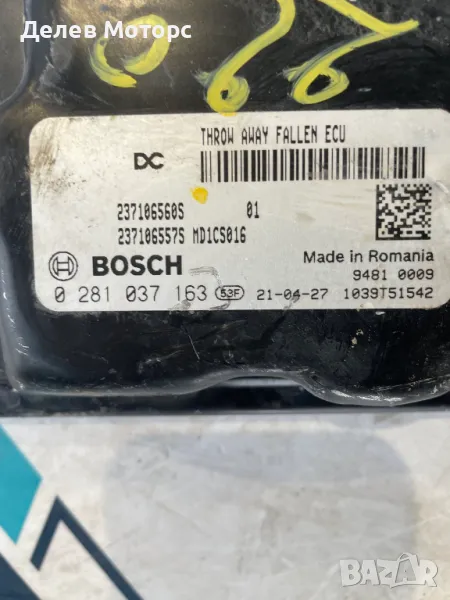 Делев Моторс
THROW AWAY FALLEN ECU
DC
237106560S 01
237106557S MD1CS016
BOSCH
Made in Romania
9481 0009
0 281 037 163 53F 21-04-27 1039T51542
bazar